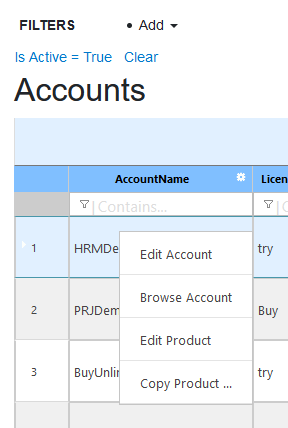 FILTERS • Add
Is Active = True Clear
Accounts
AccountName Licen
Contains... Co
1 HRMDe try
Edit Account
Browse Account
2 PRJDem Buy
Edit Product
3 BuyUnlin try
Copy Product ...